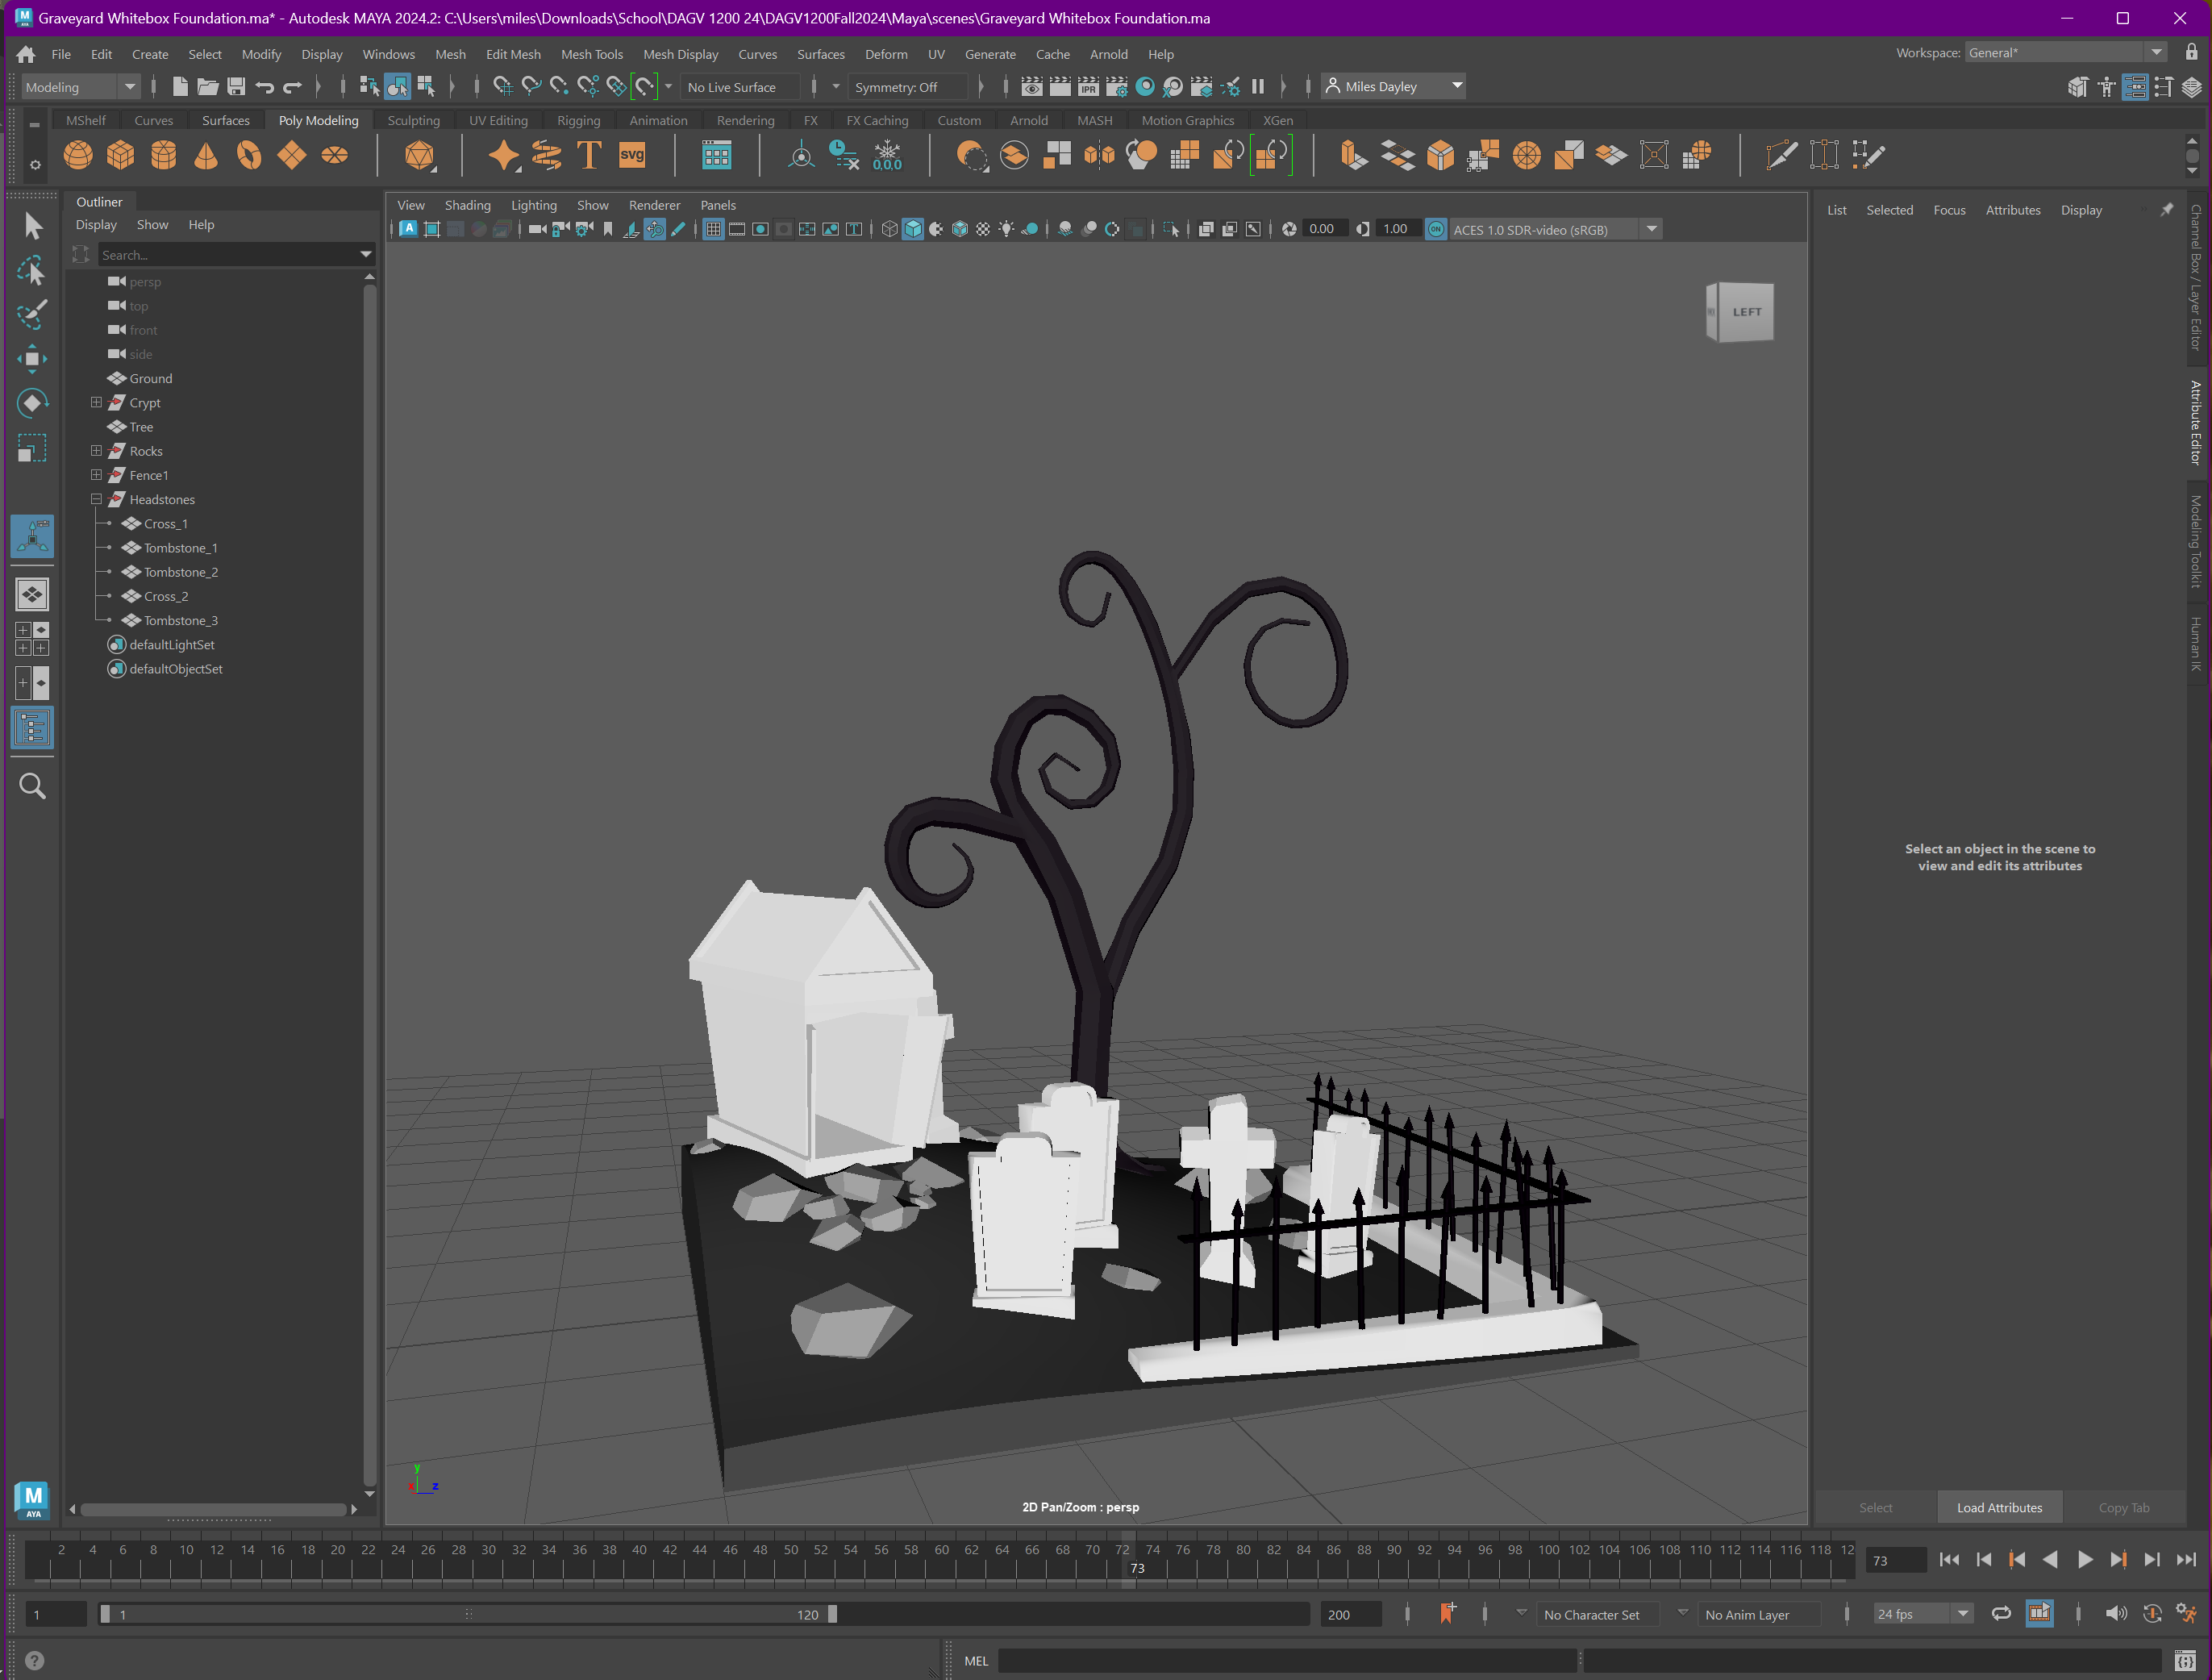 Graveyard Whitebox Foundation.ma* - Autodesk MAYA 2024.2: C:\Users\miles\Downloads\School\DAGV 1200 24\DAGV1200Fall2024\Maya\scenes\Graveyard Whitebox Foundation.ma
File Edit Create Select Modify Display Windows Mesh Edit Mesh Mesh Tools Mesh Display Curves Surfaces Deform UV Generate Cache Arnold Help
Workspace: General*
Modeling
No Live Surface
Symmetry: Off
IPR
Miles Dayley
MShelf Curves Surfaces Poly Modeling Sculpting UV Editing Rigging Animation Rendering FX FX Caching Custom Arnold MASH Motion Graphics XGen
T
SVG
0,0,0
Outliner
Display Show Help
Search...
persp
top
front
side
Ground
Crypt
Tree
Rocks
Fence1
Headstones
Cross_1
Tombstone_1
Tombstone_2
Cross_2
Tombstone_3
defaultLightSet
defaultObjectSet
View Shading Lighting Show Renderer Panels
0.00
1.00
ON
ACES 1.0 SDR-video (sRGB)
LEFT
y
x
z
2D Pan/Zoom : persp
List Selected Focus Attributes Display
Select an object in the scene to
view and edit its attributes
Select
Load Attributes
Copy Tab
Channel Box / Layer Editor
Attribute Editor
Modeling Toolkit
Human IK
M
AYA
2 4 6 8 10 12 14 16 18 20 22 24 26 28 30 32 34 36 38 40 42 44 46 48 50 52 54 56 58 60 62 64 66 68 70 72 74 76 78 80 82 84 86 88 90 92 94 96 98 100 102 104 106 108 110 112 114 116 118 12
73
73
1
1
120
200
No Character Set
No Anim Layer
24 fps
MEL